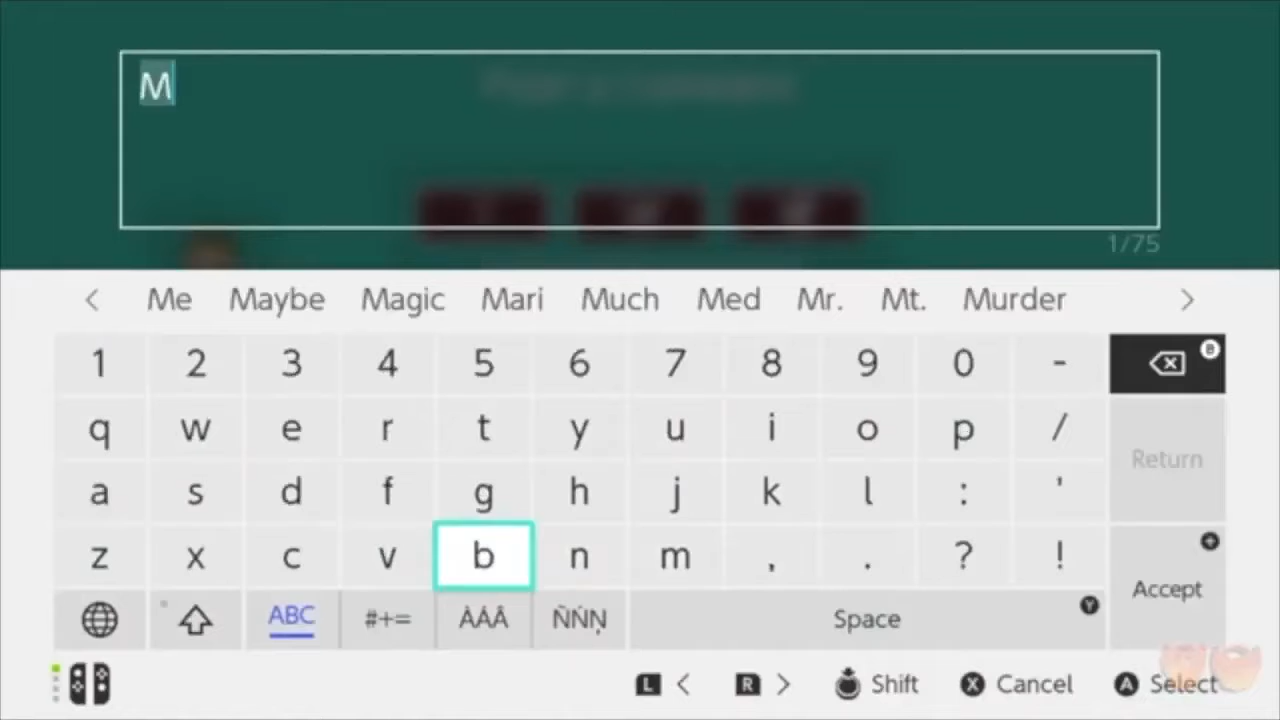 M
1/75
< Me Maybe Magic Mari Much Med Mr. Mt. Murder >
1 2 3 4 5 6 7 8 9 0 -
q w e r t y u i o p /
Return
a s d f g h j k l : '
z x c v b n m , . ? !
Accept
ABC #+= ÀÁÂ ÑŃŅ Space Y
L < R > Shift X Cancel A Select